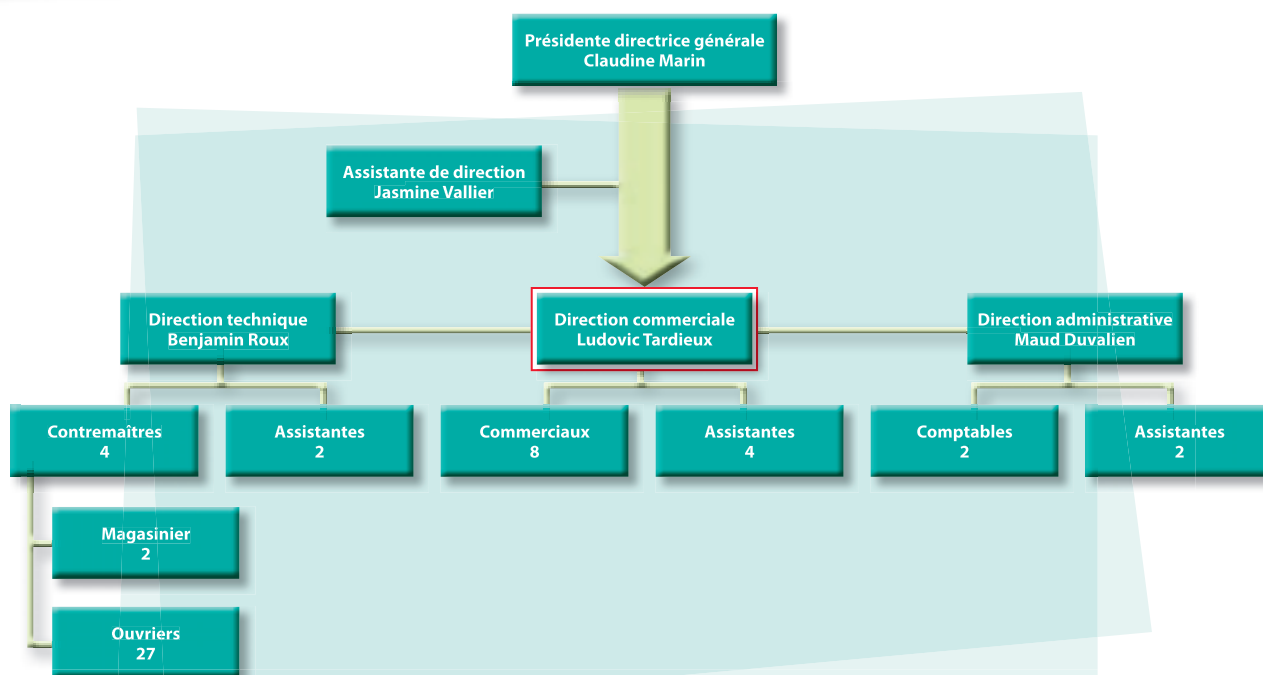 Présidente directrice générale
Claudine Marin
Assistante de direction
Jasmine Vallier
Direction technique
Benjamin Roux
Direction commerciale
Ludovic Tardieux
Direction administrative
Maud Duvalien
Contremaîtres
4
Assistantes
2
Commerciaux
8
Assistantes
4
Comptables
2
Assistantes
2
Magasinier
2
Ouvriers
27